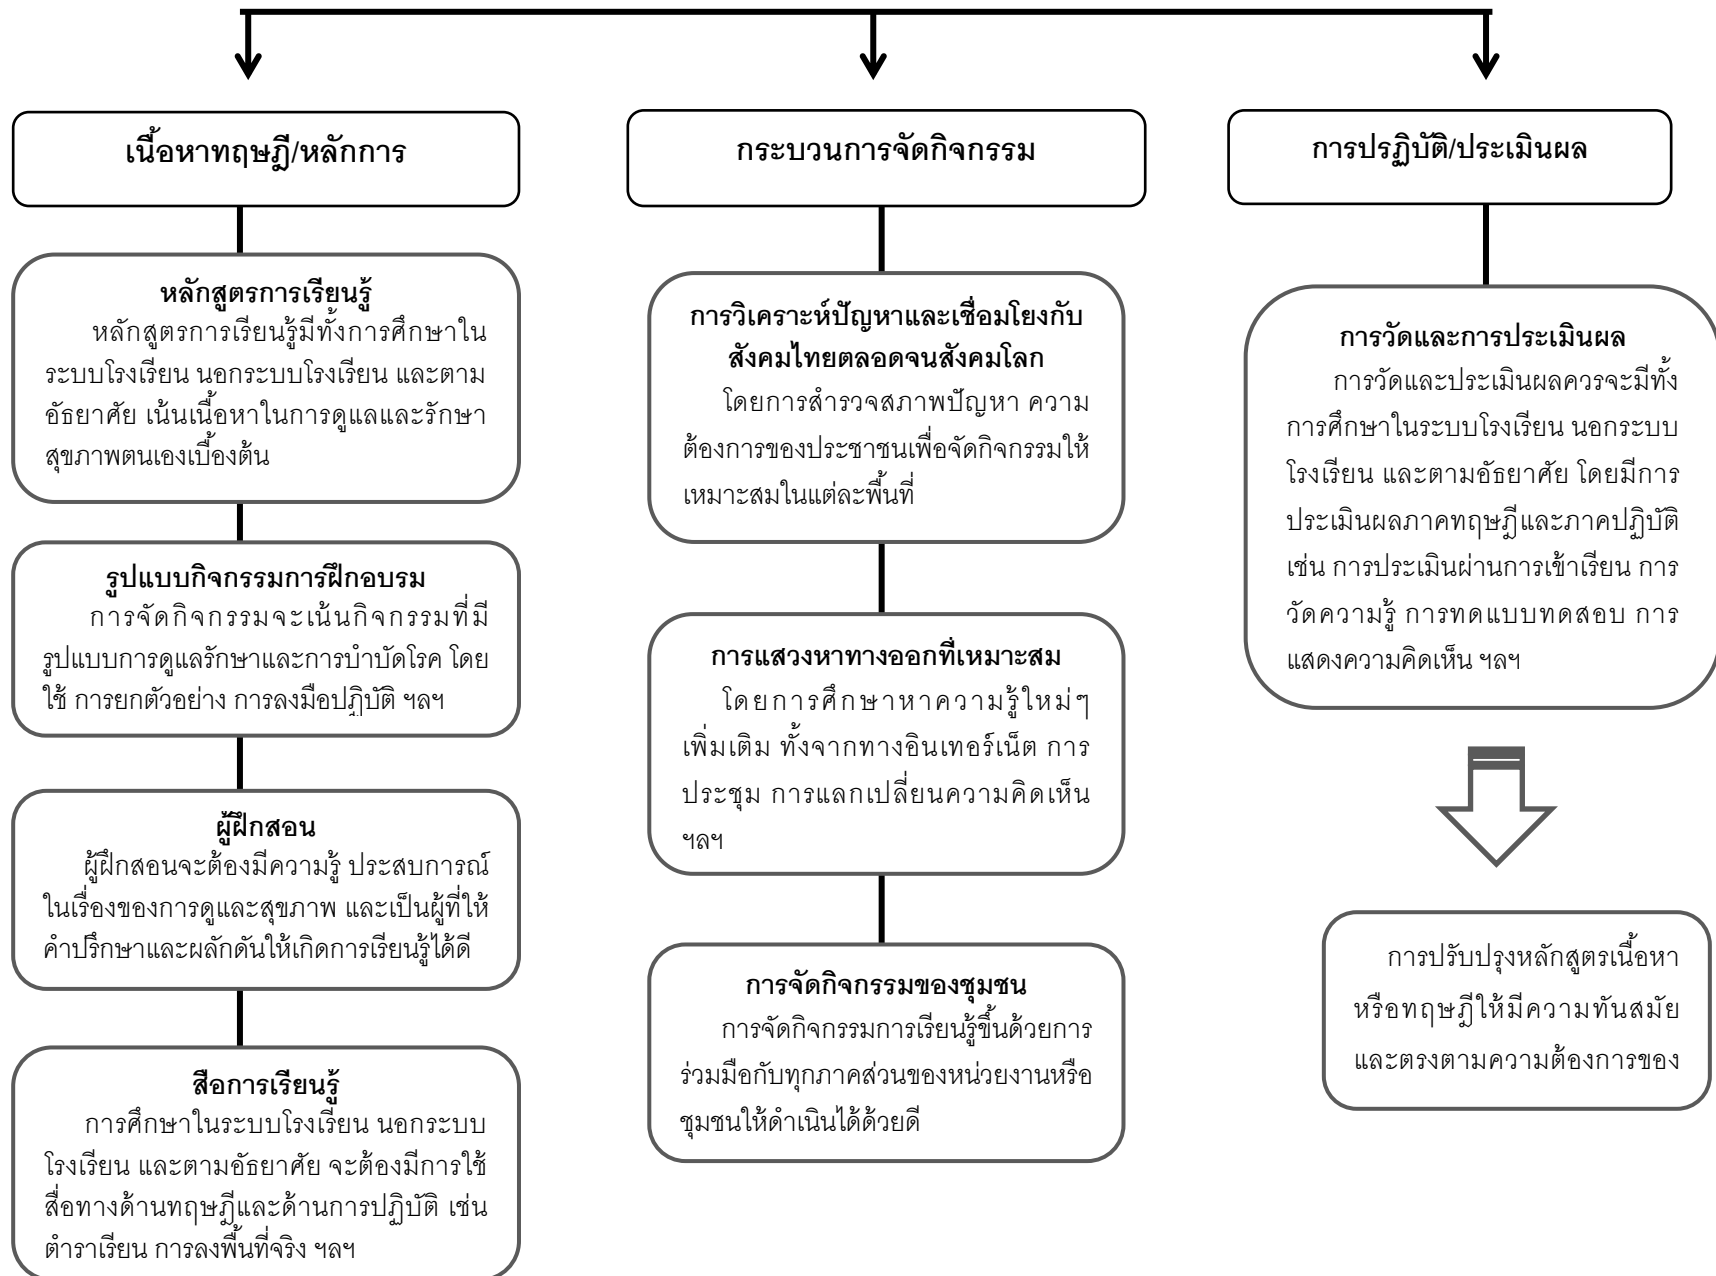 เนื้อหาทฤษฎี/หลักการ
หลักสูตรการเรียนรู้
หลักสูตรการเรียนรู้มีทั้งการศึกษาใน
ระบบโรงเรียน นอกระบบโรงเรียน และตาม
อัธยาศัย เน้นเนื้อหาในการดูแลและรักษา
สุขภาพตนเองเบื้องต้น
รูปแบบกิจกรรมการฝึกอบรม
การจัดกิจกรรมจะเน้นกิจกรรมที่มี
รูปแบบการดูแลรักษาและการบำบัดโรค โดย
ใช้ การยกตัวอย่าง การลงมือปฏิบัติ ฯลฯ
ผู้ฝึกสอน
ผู้ฝึกสอนจะต้องมีความรู้ ประสบการณ์
ในเรื่องของการดูและสุขภาพ และเป็นผู้ที่ให้
คำปรึกษาและผลักดันให้เกิดการเรียนรู้ได้ดี
สือการเรียนรู้
การศึกษาในระบบโรงเรียน นอกระบบ
โรงเรียน และตามอัธยาศัย จะต้องมีการใช้
สื่อทางด้านทฤษฎีและด้านการปฏิบัติ เช่น
ตำราเรียน การลงพื้นที่จริง ฯลฯ
กระบวนการจัดกิจกรรม
การวิเคราะห์ปัญหาและเชื่อมโยงกับ
สังคมไทยตลอดจนสังคมโลก
โดยการสำรวจสภาพปัญหา ความ
ต้องการของประชาชนเพื่อจัดกิจกรรมให้
เหมาะสมในแต่ละพื้นที่
การแสวงหาทางออกที่เหมาะสม
โดยการศึกษาหาความรู้ใหม่ๆ
เพิ่มเติม ทั้งจากทางอินเทอร์เน็ต การ
ประชุม การแลกเปลี่ยนความคิดเห็น
ฯลฯ
การจัดกิจกรรมของชุมชน
การจัดกิจกรรมการเรียนรู้ขึ้นด้วยการ
ร่วมมือกับทุกภาคส่วนของหน่วยงานหรือ
ชุมชนให้ดำเนินได้ด้วยดี
การปรฏิบัติ/ประเมินผล
การวัดและการประเมินผล
การวัดและประเมินผลควรจะมีทั้ง
การศึกษาในระบบโรงเรียน นอกระบบ
โรงเรียน และตามอัธยาศัย โดยมีการ
ประเมินผลภาคทฤษฎีและภาคปฏิบัติ
เช่น การประเมินผ่านการเข้าเรียน การ
วัดความรู้ การทดแบบทดสอบ การ
แสดงความคิดเห็น ฯลฯ
การปรับปรุงหลักสูตรเนื้อหา
หรือทฤษฎีให้มีความทันสมัย
และตรงตามความต้องการของ